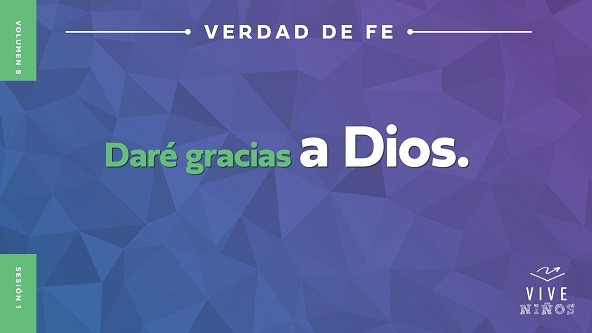 VERDAD DE FE
VOLUMEN 8
Daré gracias a Dios.
SESIÓN 1
VIVE
NIÑOS